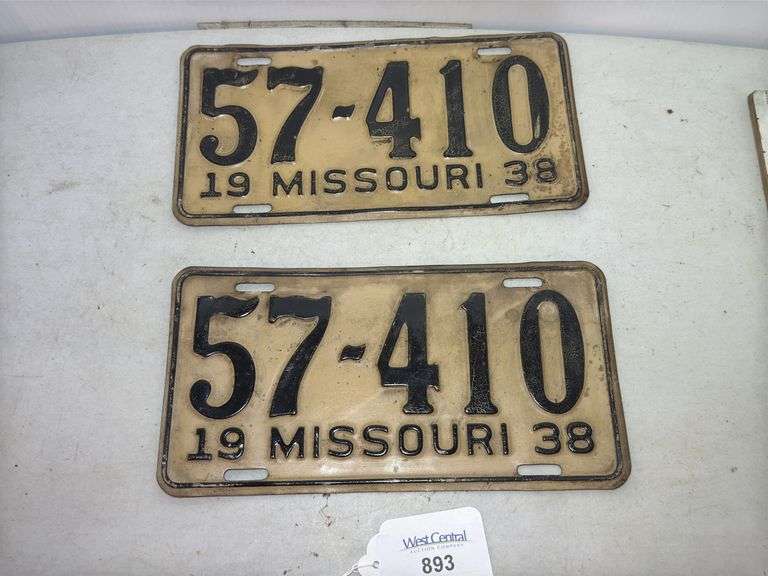 57-410
19 MISSOURI 38
57-410
19 MISSOURI 38
West Central
AUCTION COMPANY
893